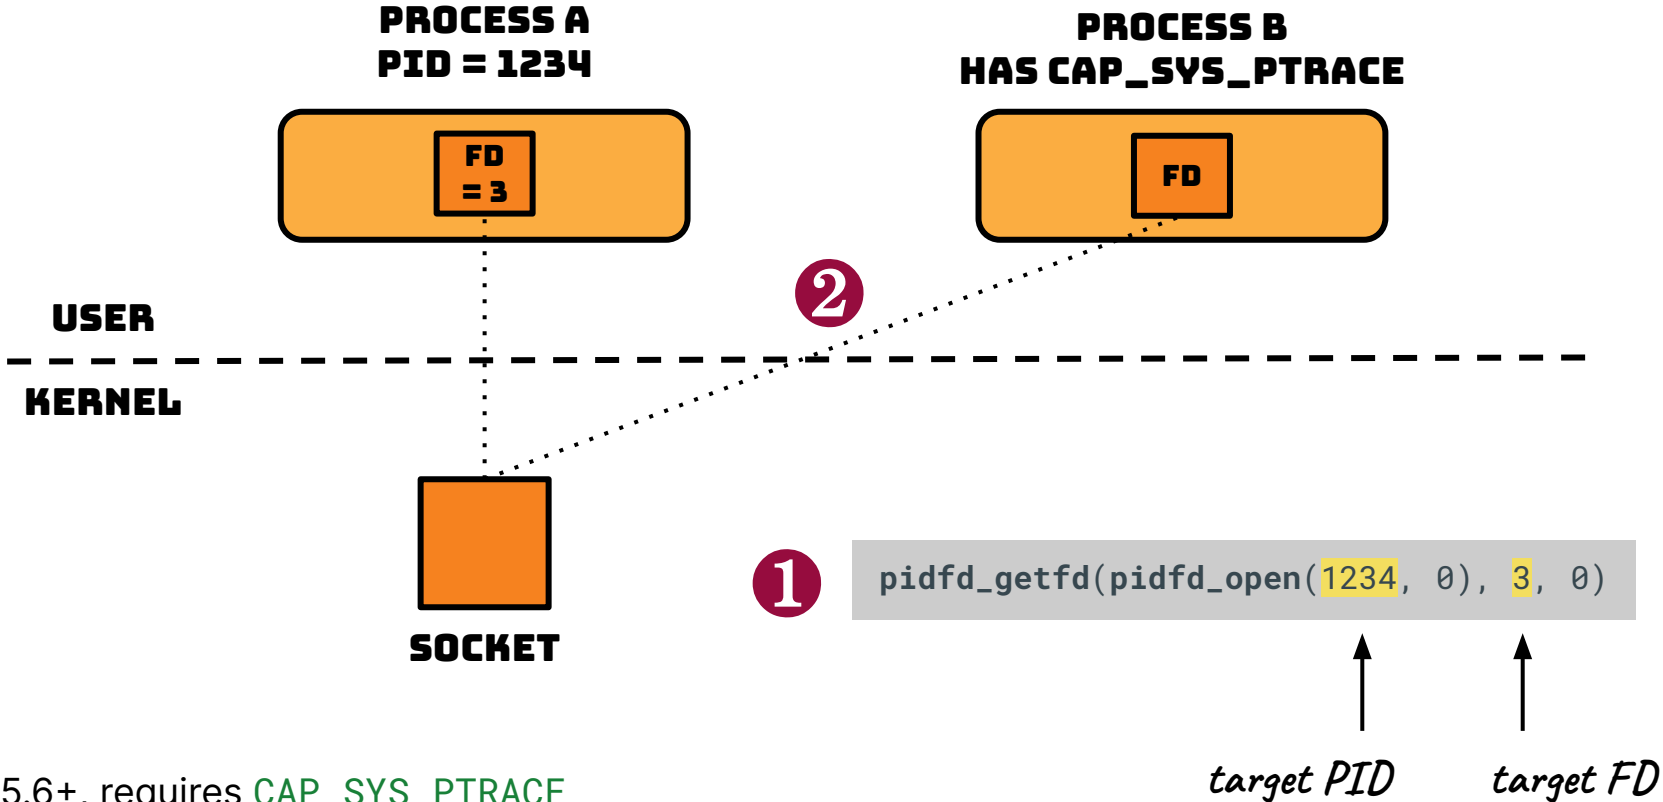 PROCESS A
PID = 1234
PROCESS B
HAS CAP_SYS_PTRACE
FD
= 3
FD
2
USER
KERNEL
1
pidfd_getfd(pidfd_open(1234, 0), 3, 0)
SOCKET
target PID
target FD
5.6+, requires CAP_SYS_PTRACE